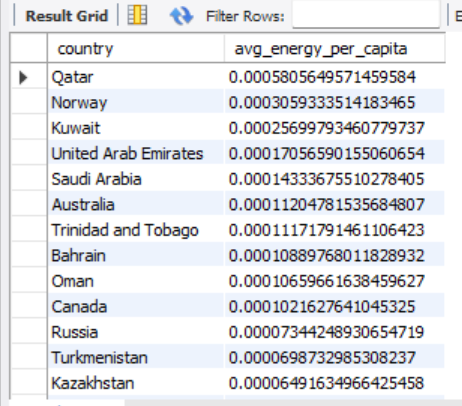 Result Grid Filter Rows: E
country avg_energy_per_capita
Qatar 0.0005805649571459584
Norway 0.0003059333514183465
Kuwait 0.00025699793460779737
United Arab Emirates 0.00017056590155060654
Saudi Arabia 0.00014333675510278405
Australia 0.00011204781535684807
Trinidad and Tobago 0.00011171791461106423
Bahrain 0.00010889768011828932
Oman 0.00010659661638459627
Canada 0.0001021627641045325
Russia 0.00007344248930654719
Turkmenistan 0.0000698732985308237
Kazakhstan 0.00006491634966425458